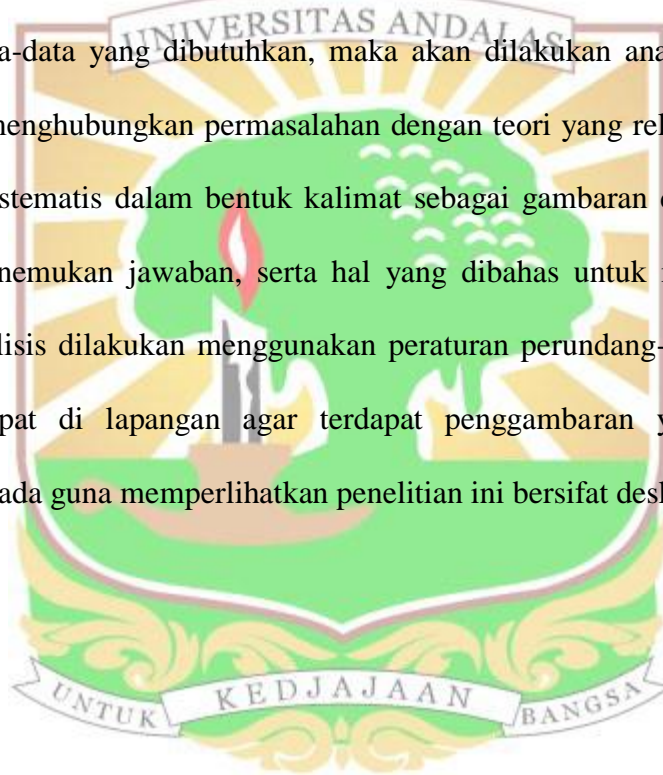 UNIVERSITAS ANDALAS
a-data yang dibutuhkan, maka akan dilakukan ana
menghubungkan permasalahan dengan teori yang rel
stematis dalam bentuk kalimat sebagai gambaran
nemukan jawaban, serta hal yang dibahas untuk
lisis dilakukan menggunakan peraturan perundang-
pat di lapangan agar terdapat penggambaran y
ada guna memperlihatkan penelitian ini bersifat des
UNTUK KEDJAJAAN BANGSA